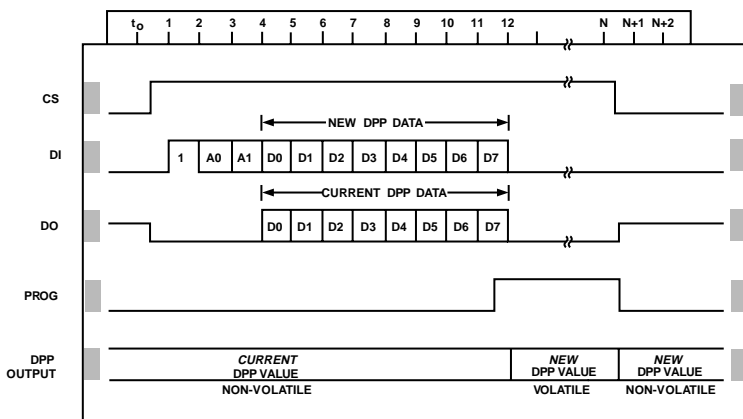 to 1 2 3 4 5 6 7 8 9 10 11 12 N N+1 N+2
CS
NEW DPP DATA
DI 1 A0 A1 D0 D1 D2 D3 D4 D5 D6 D7
CURRENT DPP DATA
DO D0 D1 D2 D3 D4 D5 D6 D7
PROG
DPP
OUTPUT
CURRENT
DPP VALUE
NON-VOLATILE
NEW
DPP VALUE
VOLATILE
NEW
DPP VALUE
NON-VOLATILE